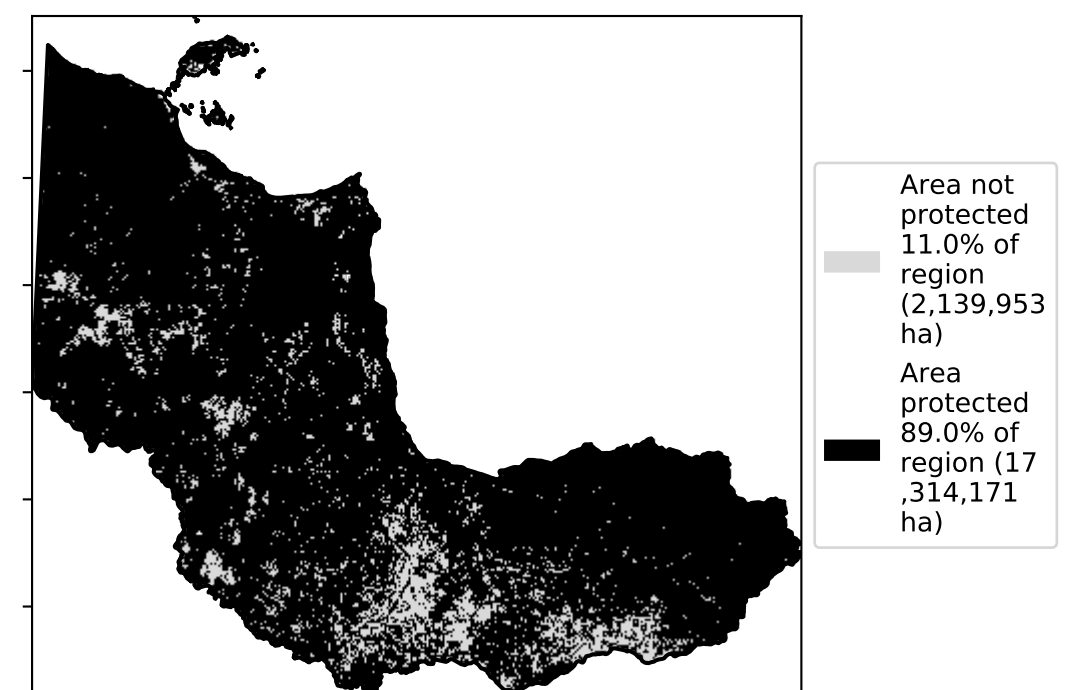 Area not
protected
11.0% of
region
(2,139,953
ha)
Area
protected
89.0% of
region (17
,314,171
ha)